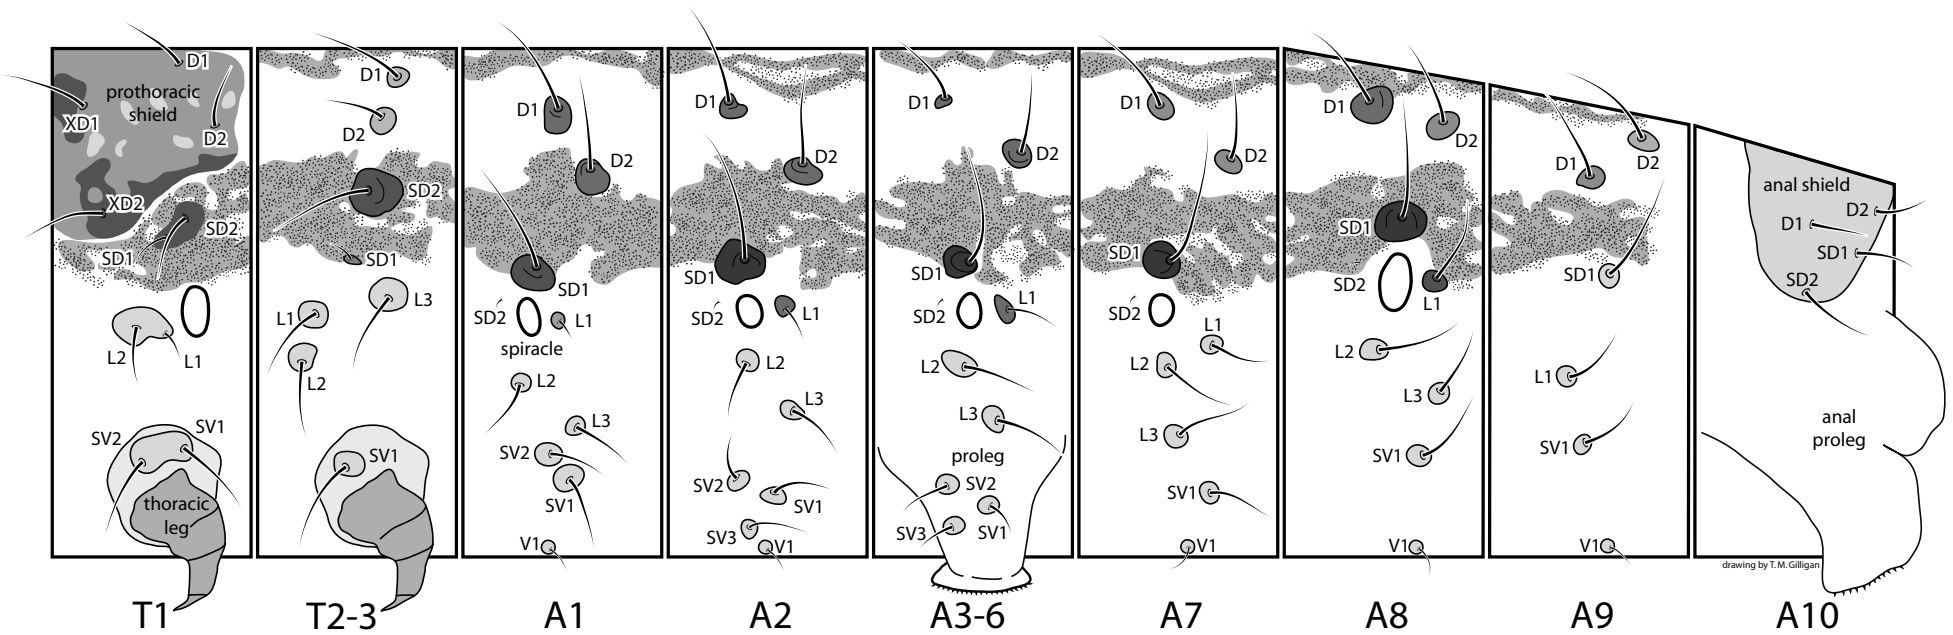 D1
prothoracic
shield
XD1
D2
XD2
SD2
SD1
L2
L1
SV2
SV1
thoracic
leg
T1
D1
D2
SD2
SD1
L3
L1
L2
SV1
T2-3
D1
D2
SD1
SD2
L1
spiracle
L2
L3
SV2
SV1
V1
A1
D1
D2
SD1
SD2
L1
L2
L3
SV2
SV1
SV3
V1
A2
D1
D2
SD1
SD2
L1
L2
L3
proleg
SV2
SV3
SV1
A3-6
D1
D2
SD1
SD2
L1
L2
L3
SV1
V1
A7
D1
D2
SD1
SD2
L1
L2
L3
SV1
V1
A8
D1
D2
SD1
L1
SV1
V1
A9
anal shield
D2
D1
SD1
SD2
anal
proleg
drawing by T. M. Gilligan
A10